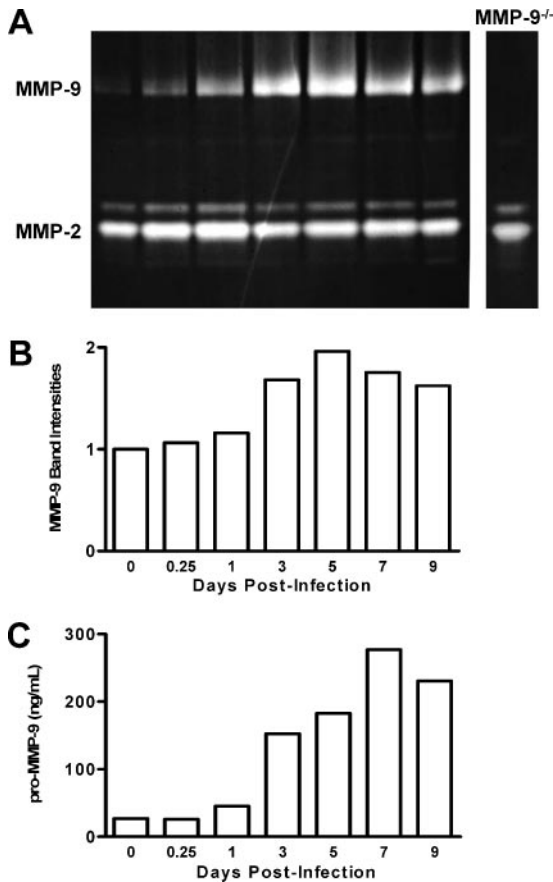 A
MMP-9-/-
MMP-9
MMP-2
B
MMP-9 Band Intensities
2
1
0
0 0.25 1 3 5 7 9
Days Post-Infection
C
pro-MMP-9 (ng/mL)
300
200
100
0
0 0.25 1 3 5 7 9
Days Post-Infection